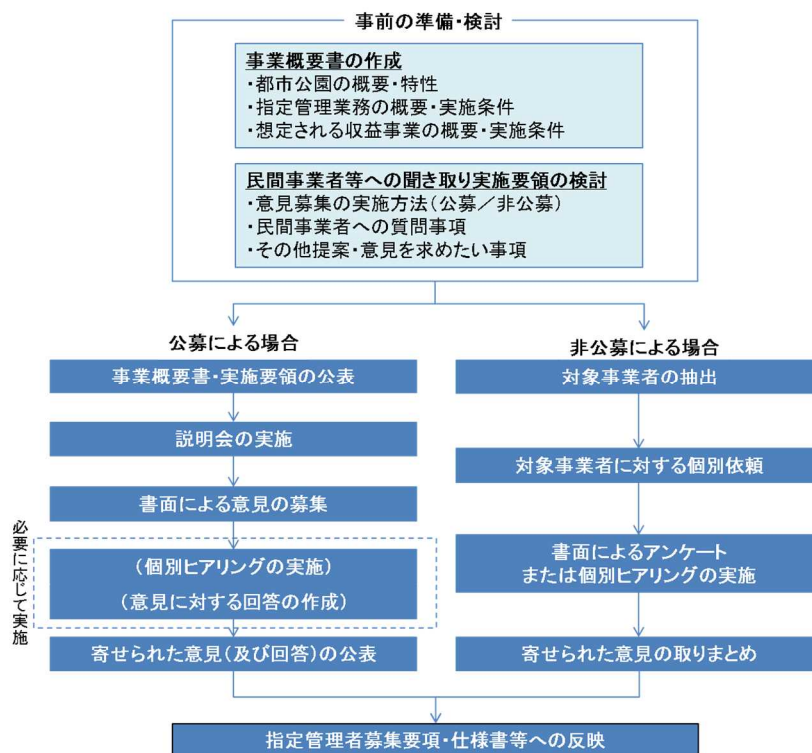 事前の準備・検討
事業概要書の作成
・都市公園の概要・特性
・指定管理業務の概要・実施条件
・想定される収益事業の概要・実施条件
民間事業者等への聞き取り実施要領の検討
・意見募集の実施方法(公募／非公募)
・民間事業者への質問事項
・その他提案・意見を求めたい事項
公募による場合
事業概要書・実施要領の公表
説明会の実施
書面による意見の募集
必要に応じて実施
(個別ヒアリングの実施)
(意見に対する回答の作成)
寄せられた意見(及び回答)の公表
非公募による場合
対象事業者の抽出
対象事業者に対する個別依頼
書面によるアンケート
または個別ヒアリングの実施
寄せられた意見の取りまとめ
指定管理者募集要項・仕様書等への反映